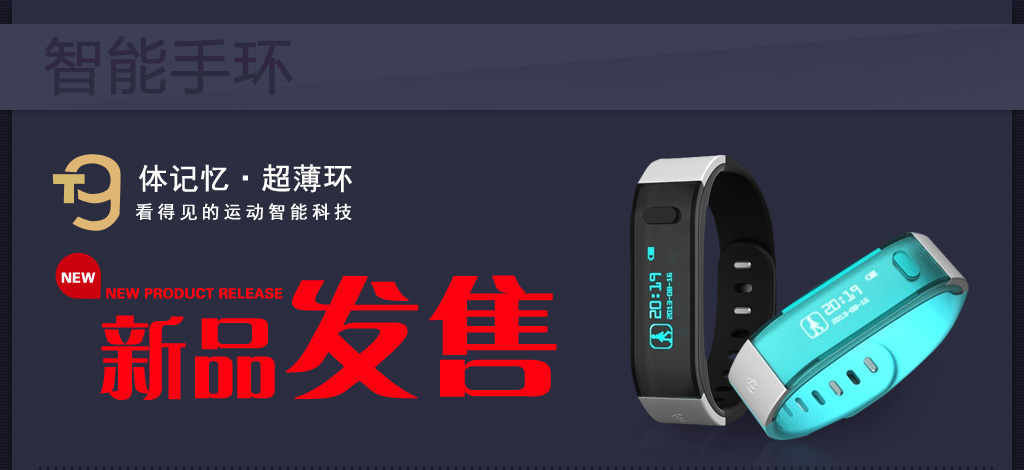 智能手环
T9
体记忆·超薄环
看得见的运动智能科技
NEW
NEW PRODUCT RELEASE
新品发售
20:19
2013-08-16
20:19
2013-08-16